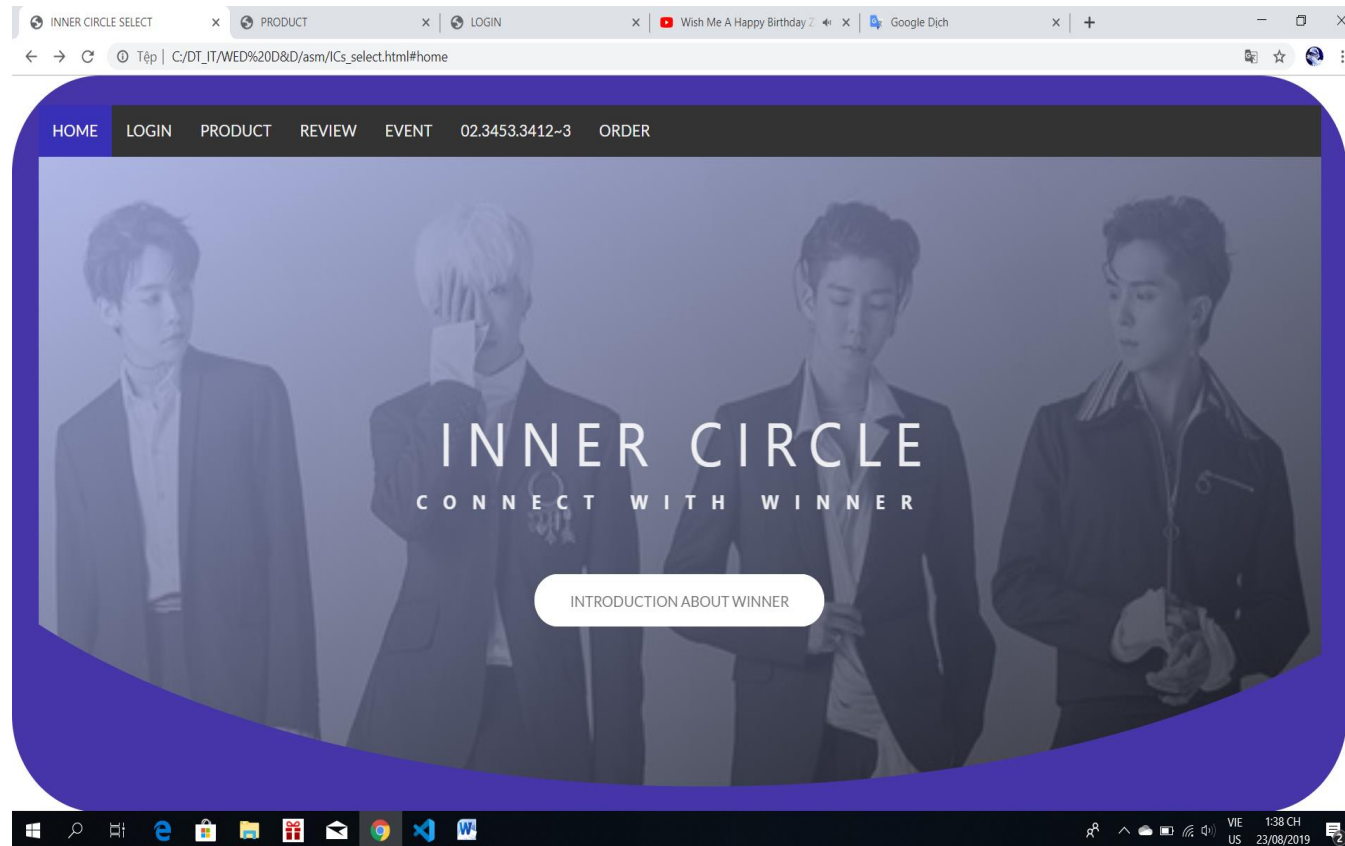 INNER CIRCLE SELECT PRODUCT LOGIN Wish Me A Happy Birthday Google Dịch
Tệp | C:/DT_IT/WED%20D&D/asm/ICs_select.html#home
HOME LOGIN PRODUCT REVIEW EVENT 02.3453.3412~3 ORDER
INNER CIRCLE
CONNECT WITH WINNER
INTRODUCTION ABOUT WINNER
VIE 1:38 CH
US 23/08/2019 2